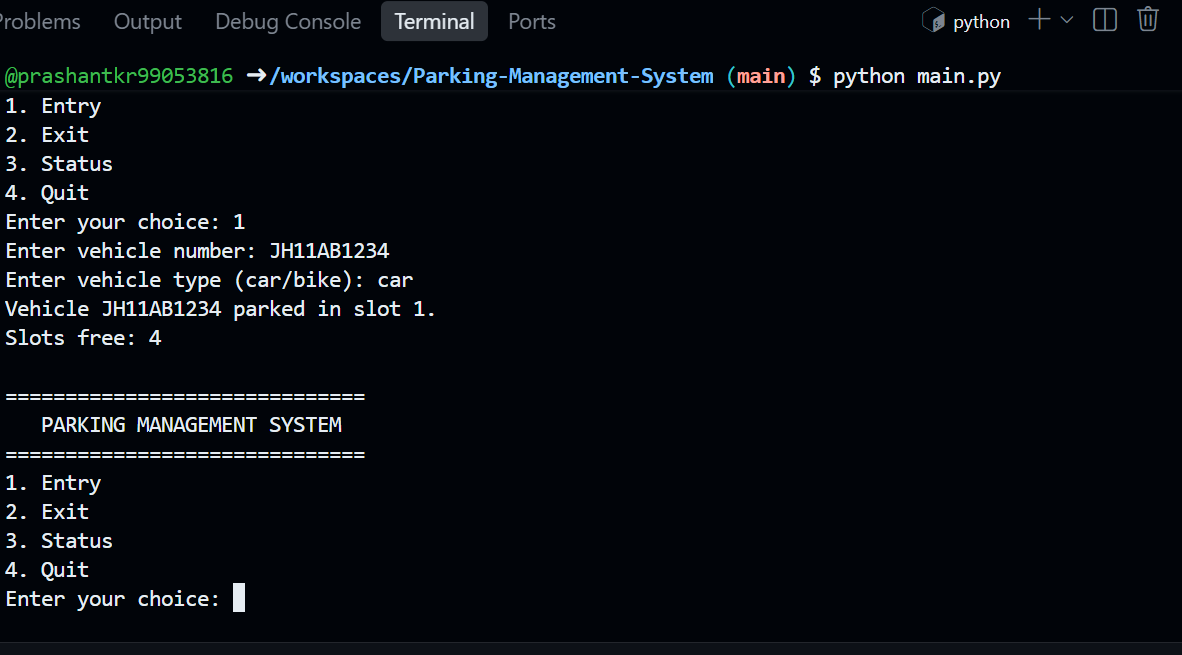 Problems Output Debug Console Terminal Ports python
@prashantkr99053816 ➜/workspaces/Parking-Management-System (main) $ python main.py
1. Entry
2. Exit
3. Status
4. Quit
Enter your choice: 1
Enter vehicle number: JH11AB1234
Enter vehicle type (car/bike): car
Vehicle JH11AB1234 parked in slot 1.
Slots free: 4
==============================
PARKING MANAGEMENT SYSTEM
==============================
1. Entry
2. Exit
3. Status
4. Quit
Enter your choice: